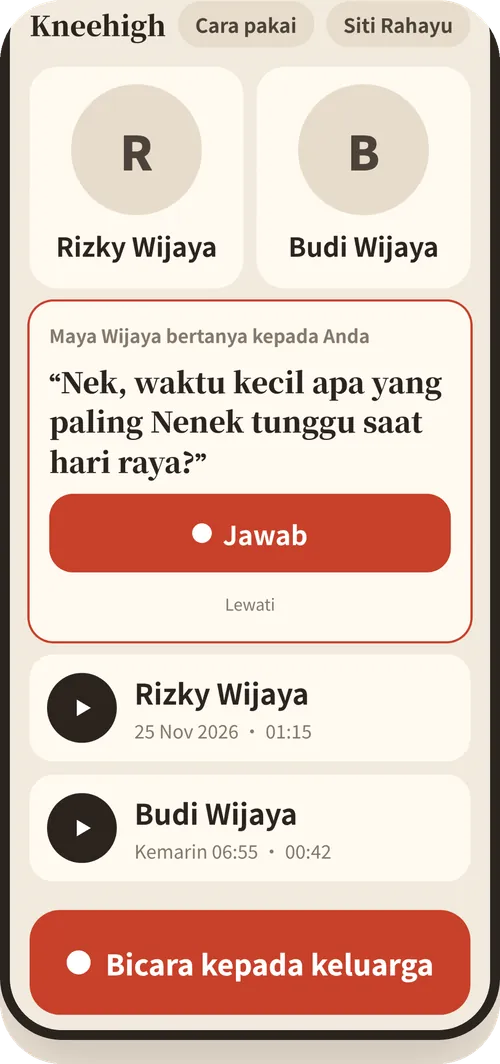 Kneehigh
Cara pakai
Siti Rahayu
R
Rizky Wijaya
B
Budi Wijaya
Maya Wijaya bertanya kepada Anda
“Nek, waktu kecil apa yang
paling Nenek tunggu saat
hari raya?”
Jawab
Lewati
Rizky Wijaya
25 Nov 2026 • 01:15
Budi Wijaya
Kemarin 06:55 • 00:42
Bicara kepada keluarga